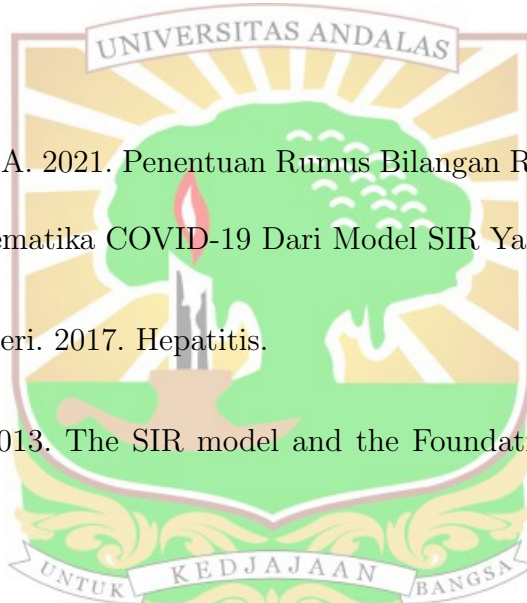 UNIVERSITAS ANDALAS
A. 2021. Penentuan Rumus Bilangan R
ematika COVID-19 Dari Model SIR Ya
eri. 2017. Hepatitis.
013. The SIR model and the Foundati
UNTUK KEDJAJAAN BANGSA